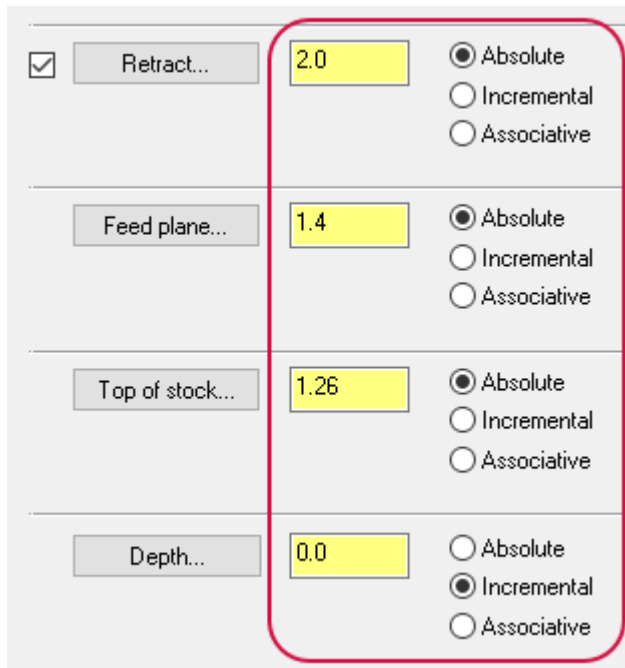 Retract... 2.0 Absolute
Incremental
Associative
Feed plane... 1.4 Absolute
Incremental
Associative
Top of stock... 1.26 Absolute
Incremental
Associative
Depth... 0.0 Absolute
Incremental
Associative